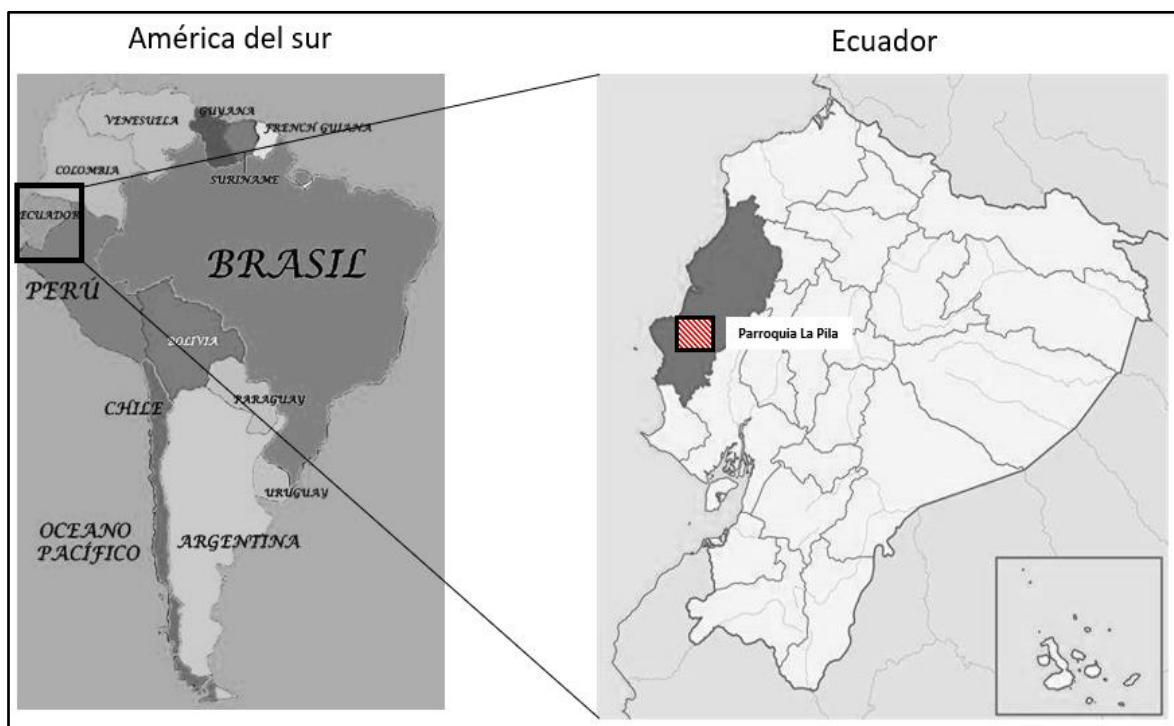 América del sur
Ecuador
VENESUELA
GUYANA
FRENCH GUIANA
COLOMBIA
SURINAME
ECUADOR
BRASIL
PERÚ
BOLIVIA
Parroquia La Pila
PARAGUAY
CHILE
URUGUAY
OCEANO
PACÍFICO
ARGENTINA